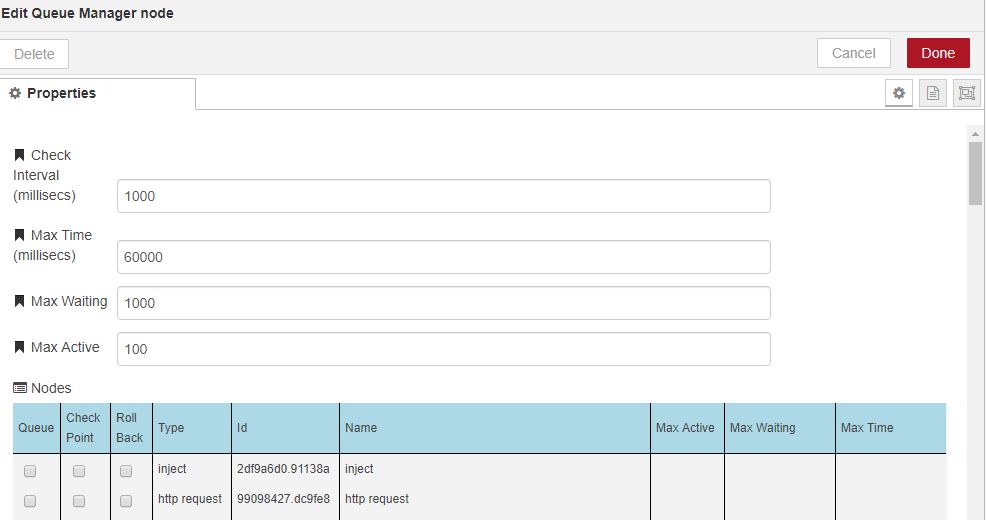 Edit Queue Manager node
Delete Cancel Done
Properties
Check
Interval
(millisecs)
1000
Max Time
(millisecs)
60000
Max Waiting 1000
Max Active 100
Nodes
Queue Check Point Roll Back Type Id Name Max Active Max Waiting Max Time
inject 2df9a6d0.91138a inject
http request 99098427.dc9fe8 http request